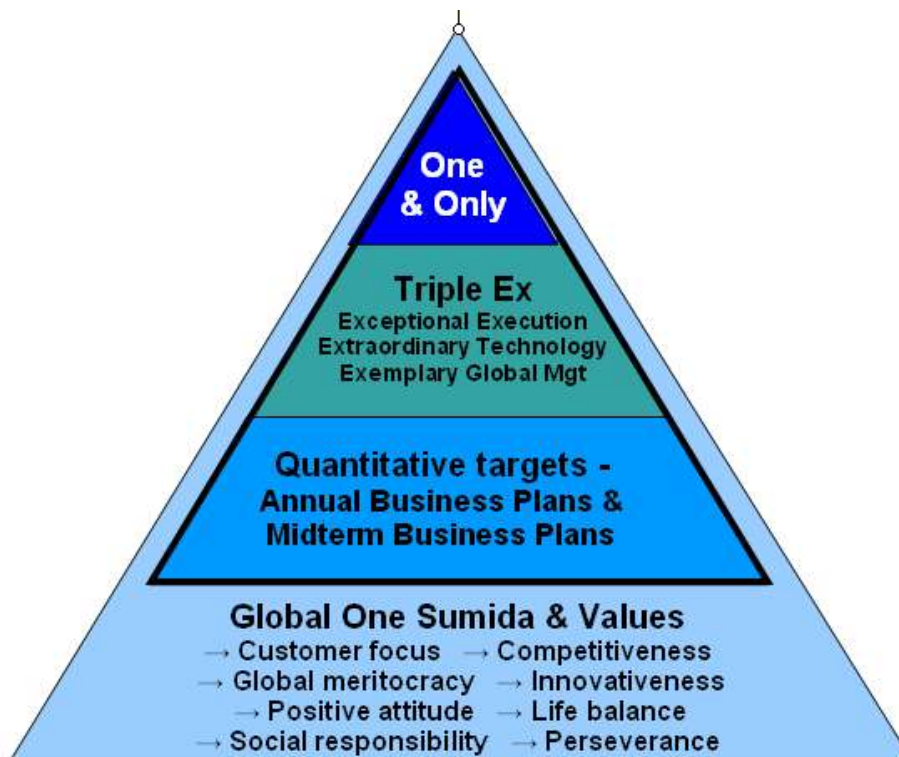 One
& Only
Triple Ex
Exceptional Execution
Extraordinary Technology
Exemplary Global Mgt
Quantitative targets -
Annual Business Plans &
Midterm Business Plans
Global One Sumida & Values
→ Customer focus → Competitiveness
→ Global meritocracy → Innovativeness
→ Positive attitude → Life balance
→ Social responsibility → Perseverance